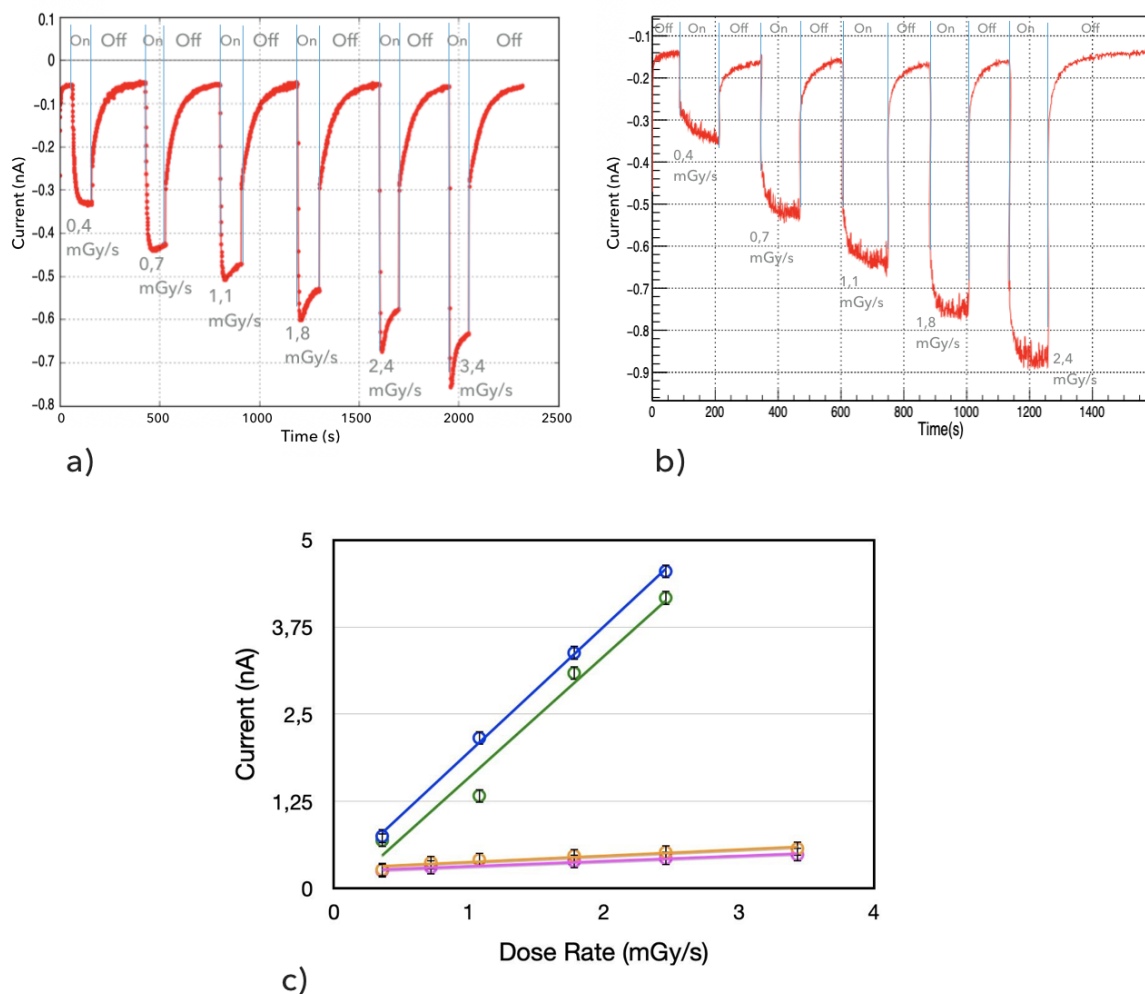 0.1
0
−0.1
−0.2
−0.3
−0.4
−0.5
−0.6
−0.7
−0.8
Current (nA)
On Off On Off On Off On Off On Off On Off
0,4
mGy/s
0,7
mGy/s
1,1
mGy/s
1,8
mGy/s
2,4
mGy/s
3,4
mGy/s
0 500 1000 1500 2000 2500
Time (s)
a)
−0.1
−0.2
−0.3
−0.4
−0.5
−0.6
−0.7
−0.8
−0.9
Current (nA)
Off On Off On Off On Off On Off On Off
0,4
mGy/s
0,7
mGy/s
1,1
mGy/s
1,8
mGy/s
2,4
mGy/s
0 200 400 600 800 1000 1200 1400
Time(s)
b)
5
3,75
2,5
1,25
0
Current (nA)
0 1 2 3 4
Dose Rate (mGy/s)
c)